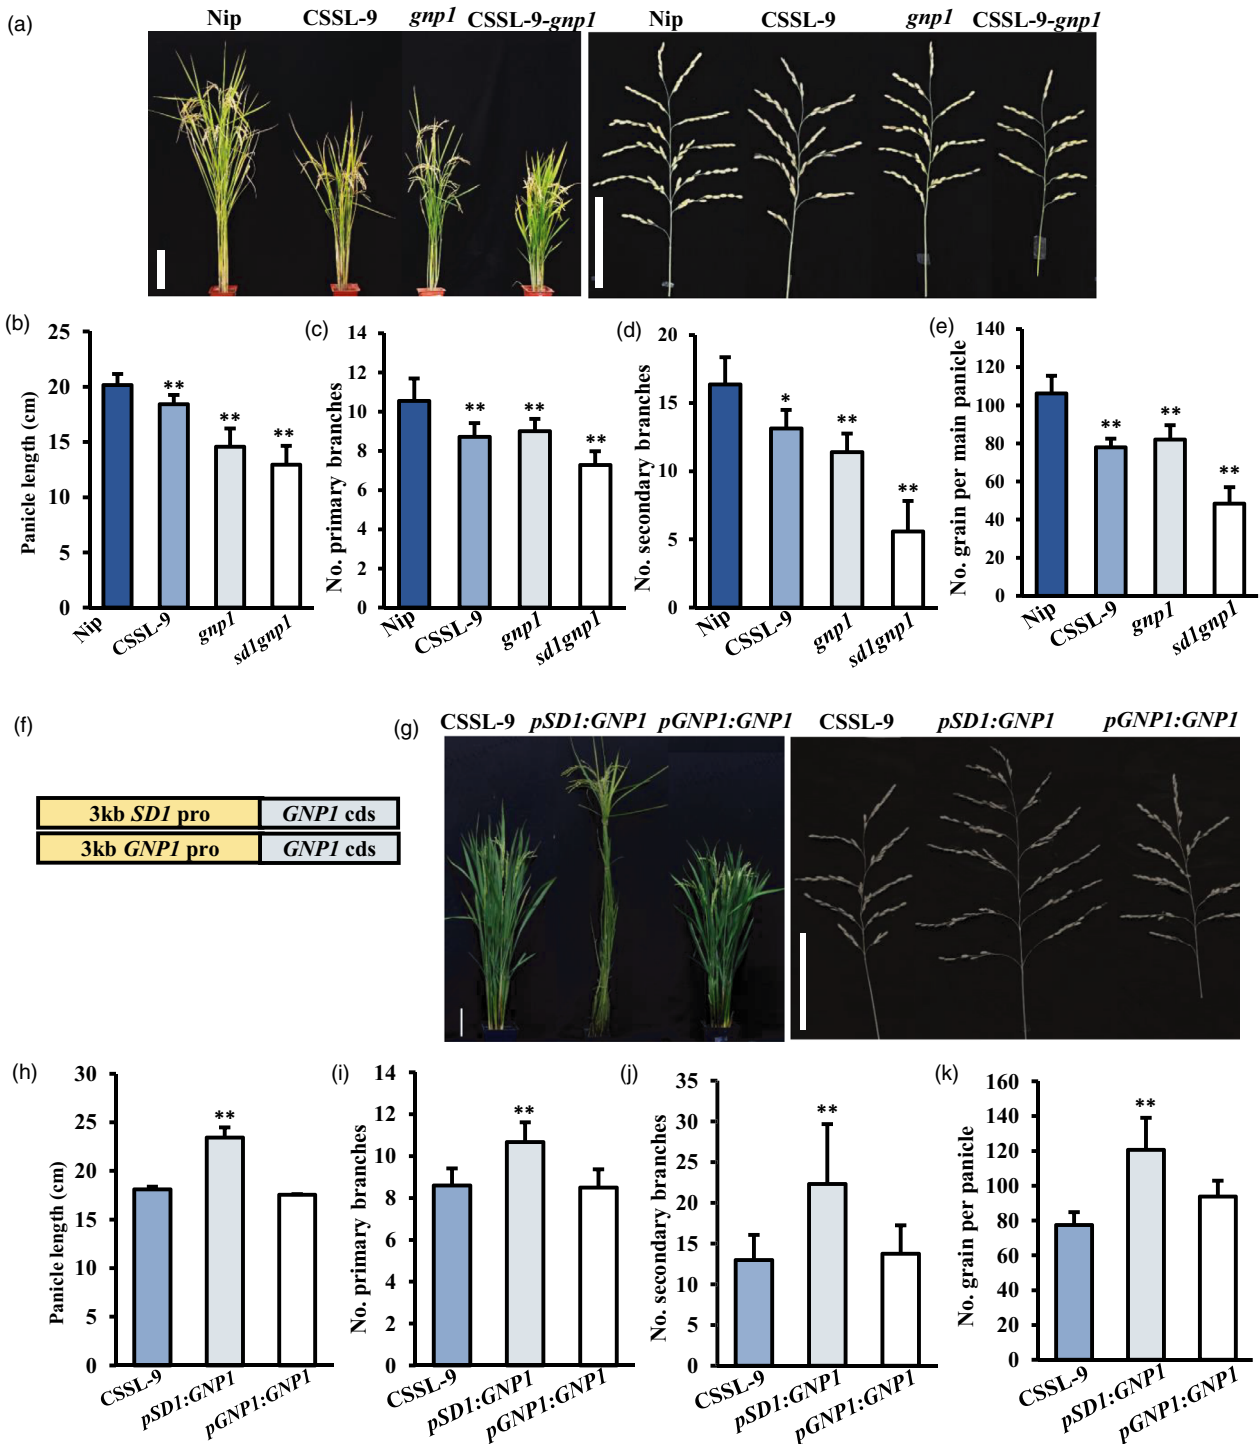 (a)
Nip CSSL-9 gnp1 CSSL-9-gnp1
Nip CSSL-9 gnp1 CSSL-9-gnp1
(b)
Panicle length (cm)
25
20
15
10
5
0
Nip
CSSL-9
gnp1
sd1gnp1
** ** **
(c)
No. primary branches
14
12
10
8
6
4
2
0
Nip
CSSL-9
gnp1
sd1gnp1
** ** **
(d)
No. secondary branches
20
15
10
5
0
Nip
CSSL-9
gnp1
sd1gnp1
* ** **
(e)
No. grain per main panicle
140
120
100
80
60
40
20
0
Nip
CSSL-9
gnp1
sd1gnp1
** ** **
(f)
3kb SD1 pro GNP1 cds
3kb GNP1 pro GNP1 cds
(g)
CSSL-9 pSD1:GNP1 pGNP1:GNP1
CSSL-9 pSD1:GNP1 pGNP1:GNP1
(h)
Panicle length (cm)
30
25
20
15
10
5
0
CSSL-9
pSD1:GNP1
pGNP1:GNP1
**
(i)
No. primary branches
14
12
10
8
6
4
2
0
CSSL-9
pSD1:GNP1
pGNP1:GNP1
**
(j)
No. secondary branches
35
30
25
20
15
10
5
0
CSSL-9
pSD1:GNP1
pGNP1:GNP1
**
(k)
No. grain per panicle
160
140
120
100
80
60
40
20
0
CSSL-9
pSD1:GNP1
pGNP1:GNP1
**